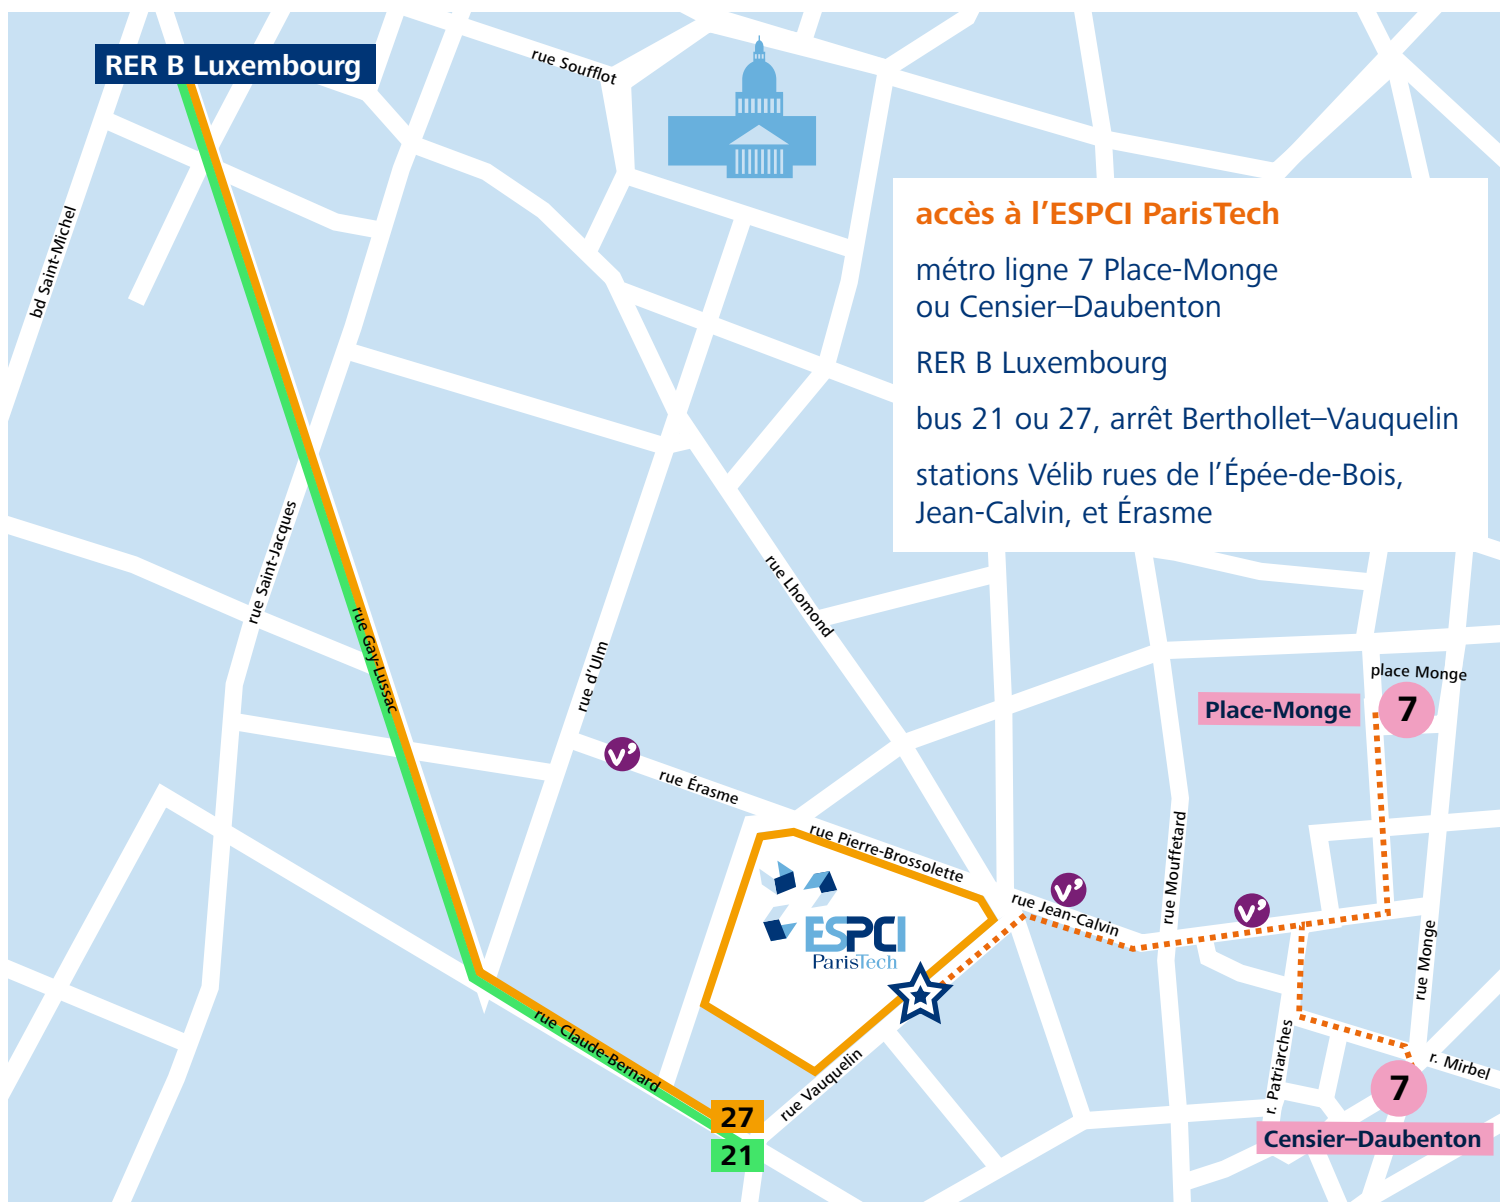 RER B Luxembourg
rue Soufflot
bd Saint-Michel
accès à l’ESPCI ParisTech
métro ligne 7 Place-Monge
ou Censier–Daubenton
RER B Luxembourg
bus 21 ou 27, arrêt Berthollet–Vauquelin
stations Vélib rues de l’Épée-de-Bois,
Jean-Calvin, et Érasme
rue Saint-Jacques
rue Gay-Lussac
rue d’Ulm
rue Lhomond
place Monge
Place-Monge
7
v’
rue Érasme
rue Pierre-Brossolette
rue Mouffetard
v’
rue Jean-Calvin
v’
ESPCI
ParisTech
rue Monge
rue Claude-Bernard
rue Vauquelin
r. Patriarches
r. Mirbel
7
27
21
Censier–Daubenton